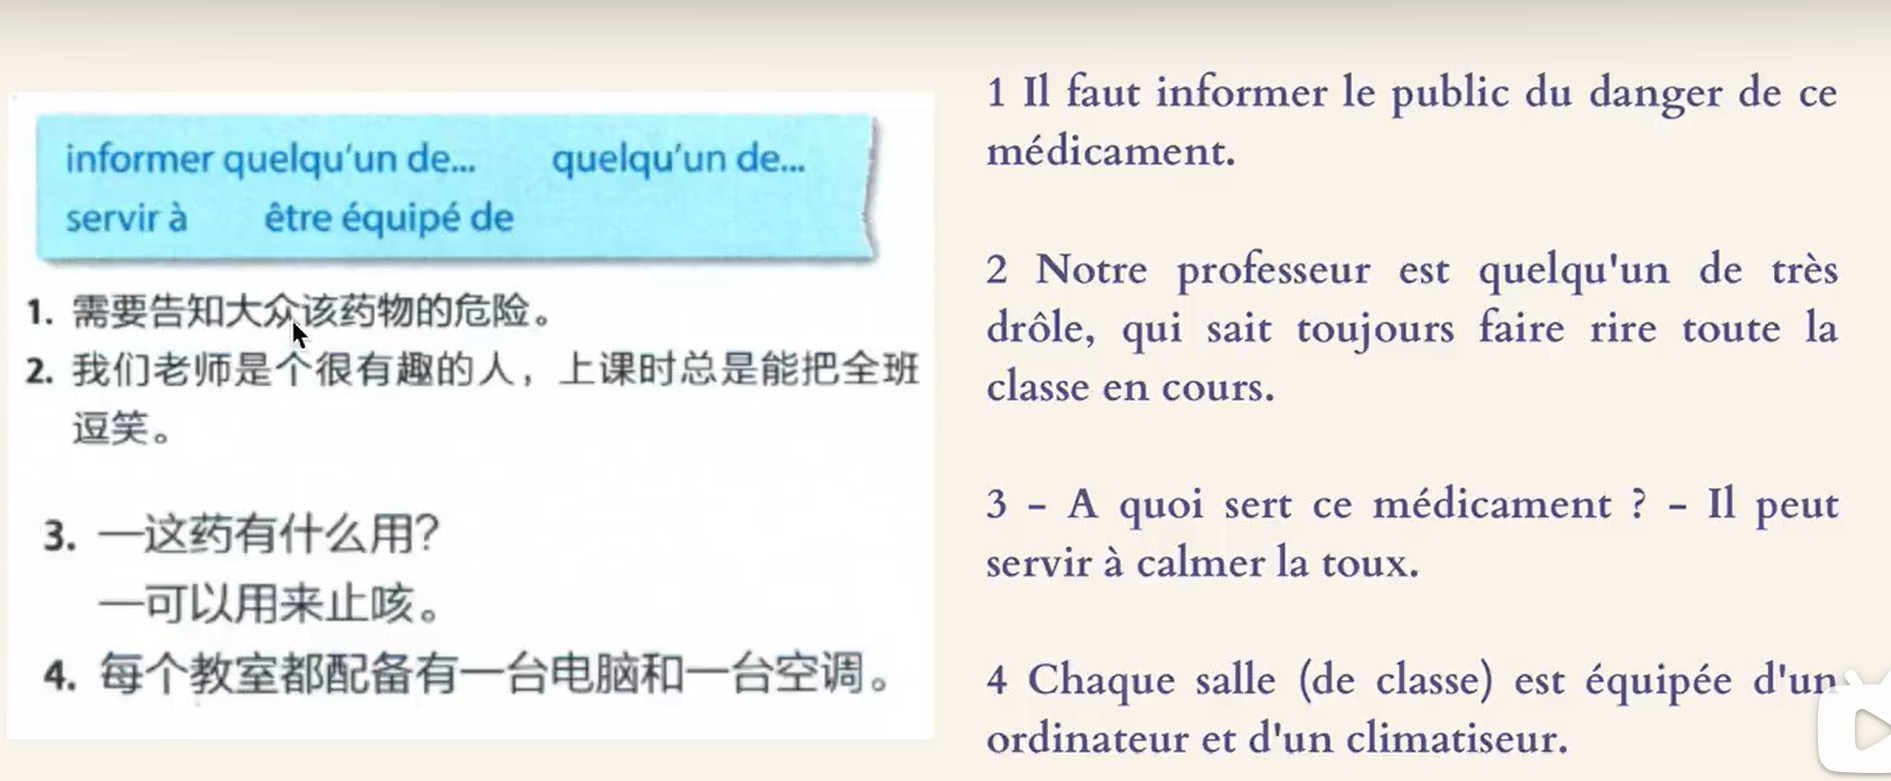 informer quelqu'un de... quelqu'un de...
servir à être équipé de
1. 需要告知大众该药物的危险。
2. 我们老师是个很有趣的人，上课时总是能把全班
逗笑。
3. —这药有什么用？
—可以用来止咳。
4. 每个教室都配备有一台电脑和一台空调。
1 Il faut informer le public du danger de ce
médicament.
2 Notre professeur est quelqu'un de très
drôle, qui sait toujours faire rire toute la
classe en cours.
3 – A quoi sert ce médicament ? – Il peut
servir à calmer la toux.
4 Chaque salle (de classe) est équipée d'un
ordinateur et d'un climatiseur.